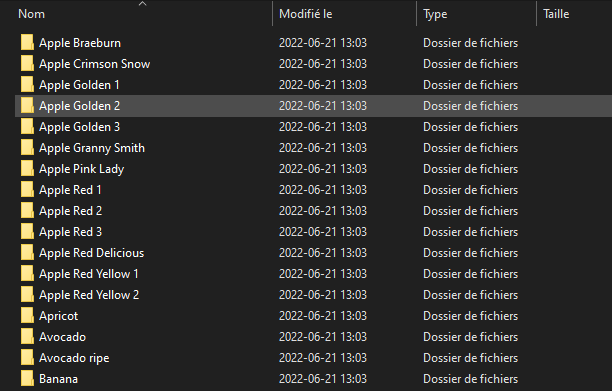 Nom Modifié le Type Taille
Apple Braeburn 2022-06-21 13:03 Dossier de fichiers
Apple Crimson Snow 2022-06-21 13:03 Dossier de fichiers
Apple Golden 1 2022-06-21 13:03 Dossier de fichiers
Apple Golden 2 2022-06-21 13:03 Dossier de fichiers
Apple Golden 3 2022-06-21 13:03 Dossier de fichiers
Apple Granny Smith 2022-06-21 13:03 Dossier de fichiers
Apple Pink Lady 2022-06-21 13:03 Dossier de fichiers
Apple Red 1 2022-06-21 13:03 Dossier de fichiers
Apple Red 2 2022-06-21 13:03 Dossier de fichiers
Apple Red 3 2022-06-21 13:03 Dossier de fichiers
Apple Red Delicious 2022-06-21 13:03 Dossier de fichiers
Apple Red Yellow 1 2022-06-21 13:03 Dossier de fichiers
Apple Red Yellow 2 2022-06-21 13:03 Dossier de fichiers
Apricot 2022-06-21 13:03 Dossier de fichiers
Avocado 2022-06-21 13:03 Dossier de fichiers
Avocado ripe 2022-06-21 13:03 Dossier de fichiers
Banana 2022-06-21 13:03 Dossier de fichiers